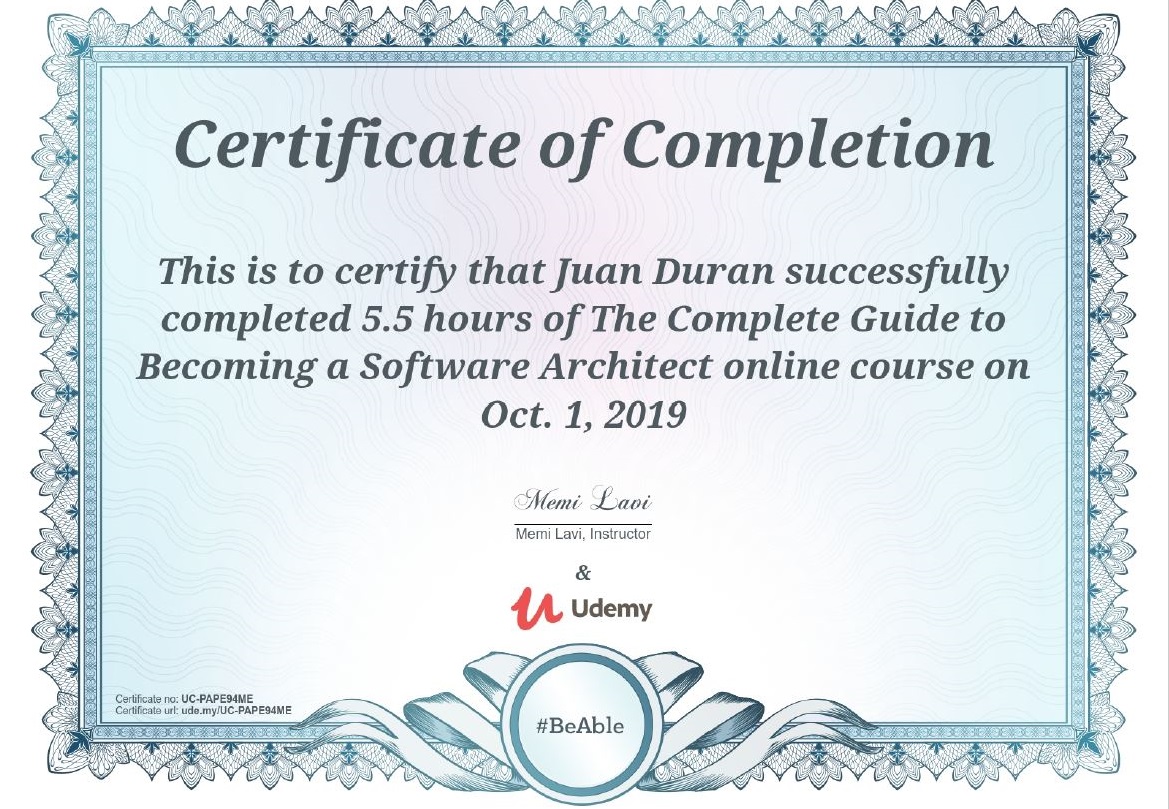 Certificate of Completion
This is to certify that Juan Duran successfully
completed 5.5 hours of The Complete Guide to
Becoming a Software Architect online course on
Oct. 1, 2019
Memi Lavi
Memi Lavi, Instructor
&
Udemy
Certificate no: UC-PAPE94ME
Certificate url: ude.my/UC-PAPE94ME
#BeAble